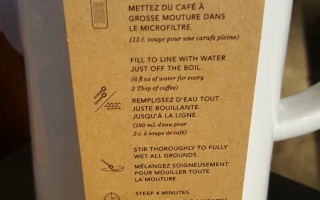 METTEZ DU CAFÉ À
GROSSE MOUTURE DANS
LE MICROFILTRE.
(13 c. soupe pour une carafe pleine)
FILL TO LINE WITH WATER
JUST OFF THE BOIL.
(6 fl oz of water for every
2 Tbsp of coffee)
REMPLISSEZ D'EAU TOUT
JUSTE BOUILLANTE
JUSQU'À LA LIGNE.
(180 mL d'eau pour
2 c. à soupe de café)
STIR THOROUGHLY TO FULLY
WET ALL GROUNDS.
MÉLANGEZ SOIGNEUSEMENT
POUR MOUILLER TOUTE
LA MOUTURE.
STEEP 4 MINUTES.